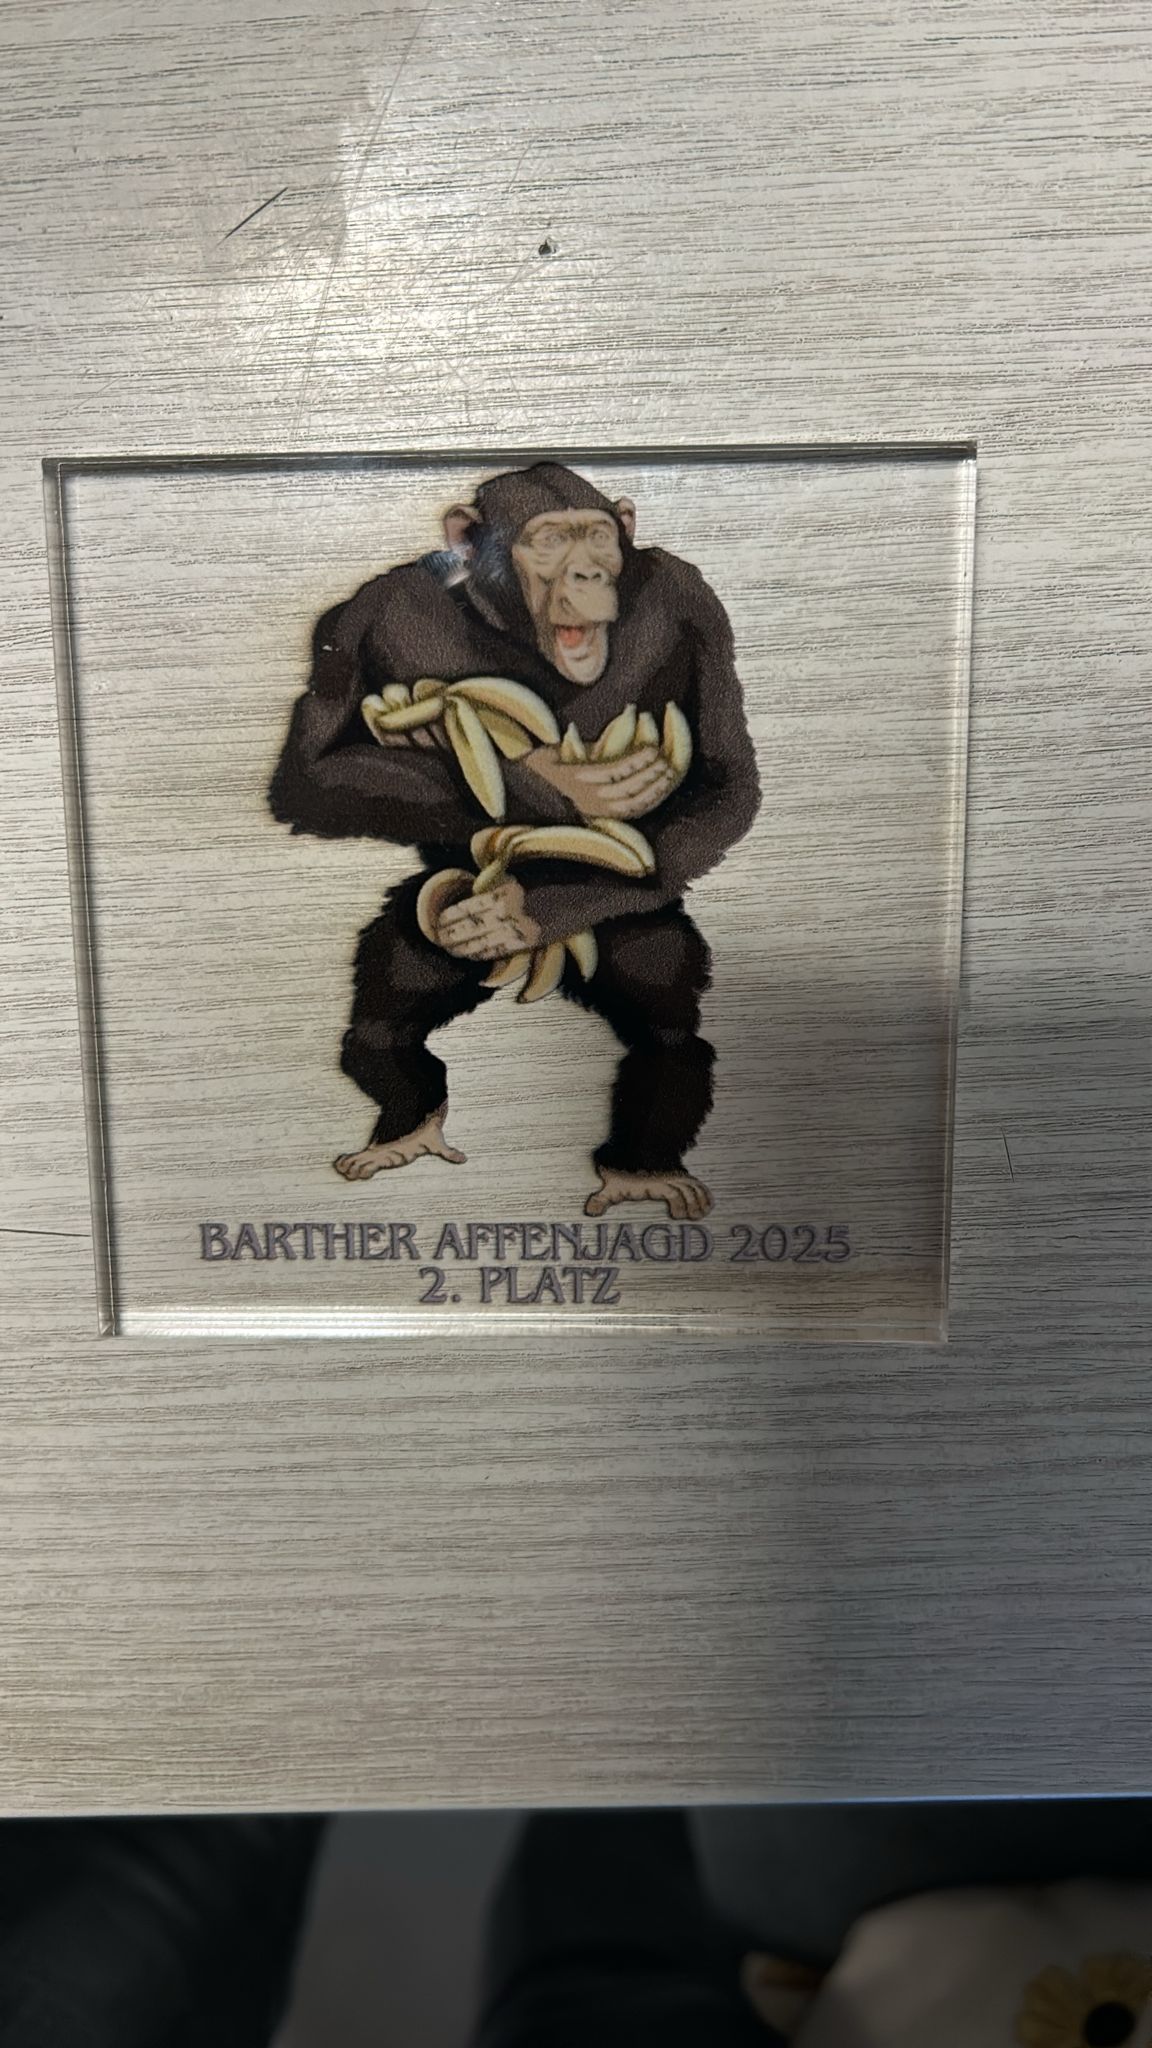 BARTHER AFFENJAGD 2025
2. PLATZ